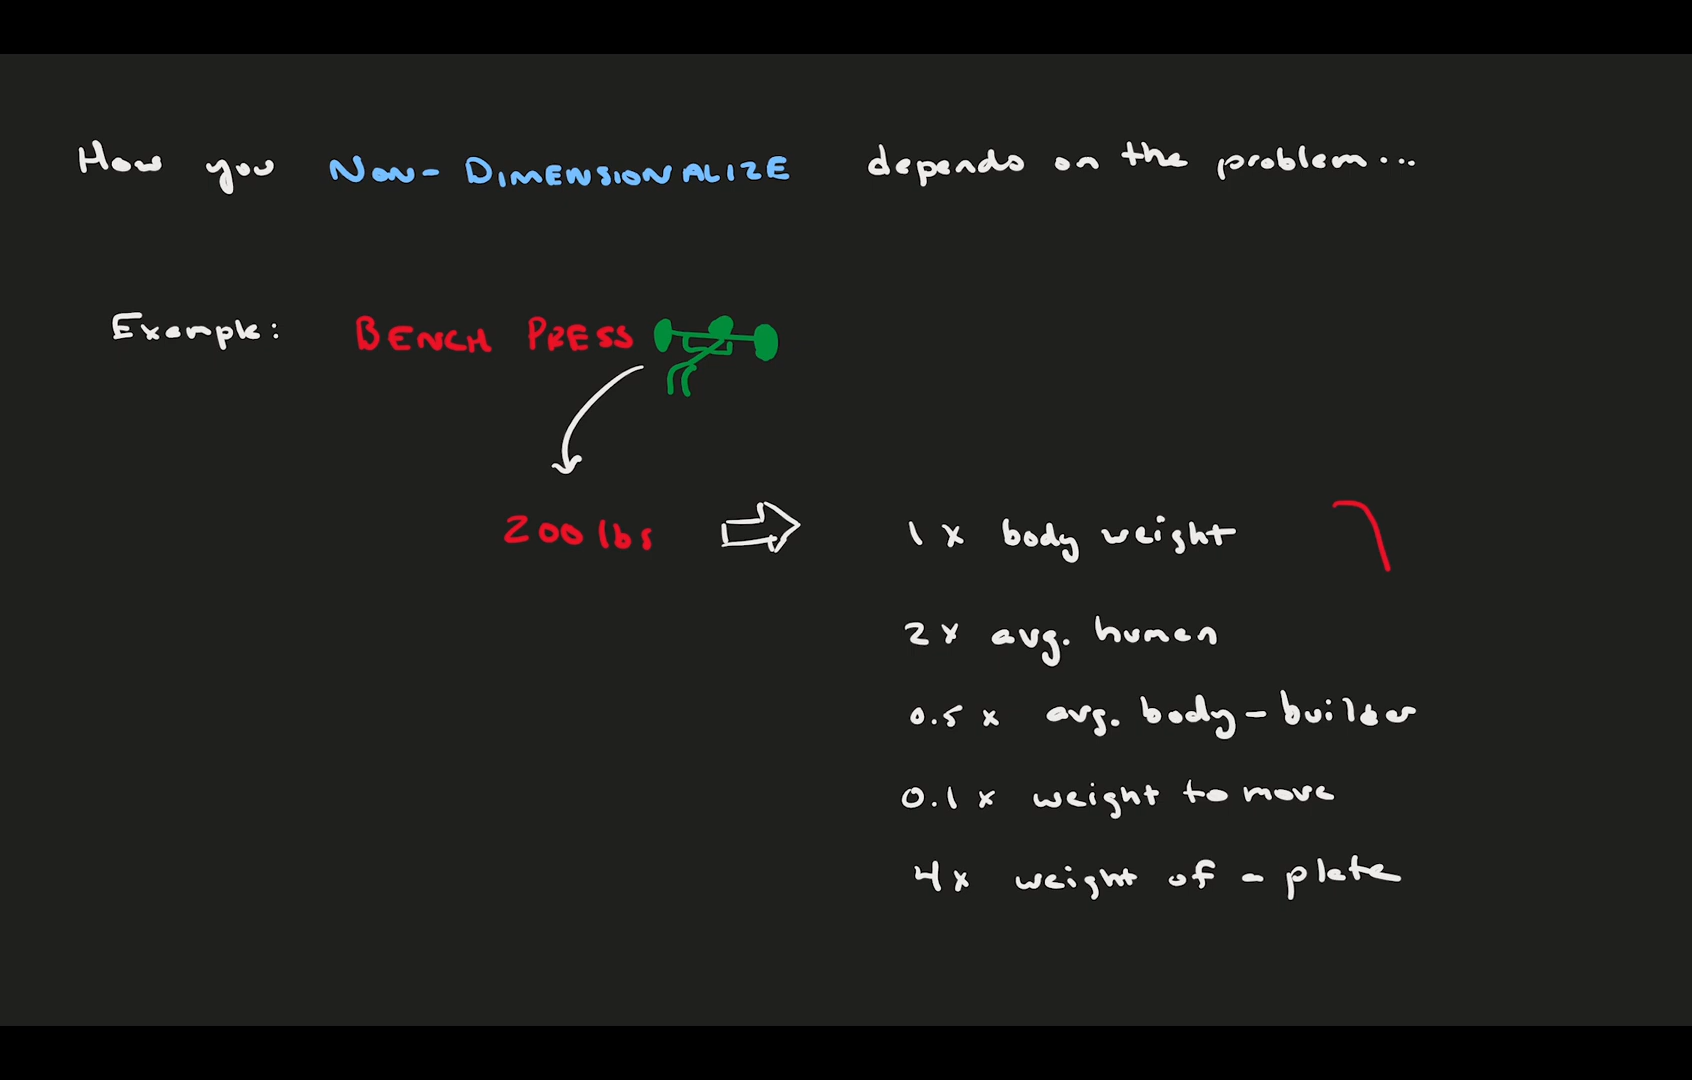 How you NON-DIMENSIONALIZE depends on the problem...
Example: BENCH PRESS
200 lbs
1 x body weight
2 x avg. human
0.5 x avg. body-builder
0.1 x weight to move
4 x weight of a plate